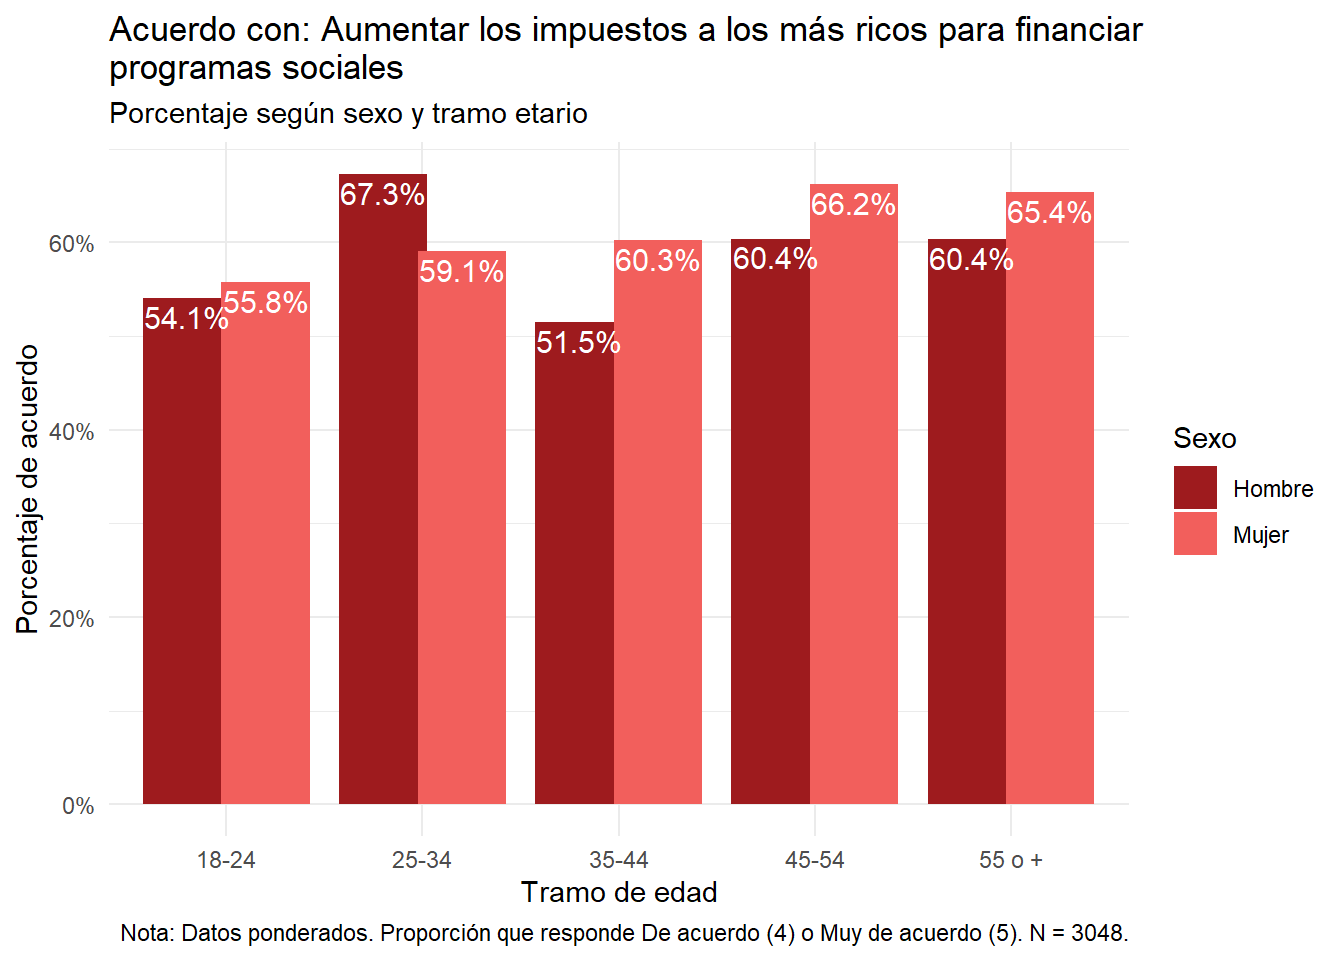 Acuerdo con: Aumentar los impuestos a los más ricos para financiar
programas sociales
Porcentaje según sexo y tramo etario
Porcentaje de acuerdo
60%
40%
20%
0%
54.1%
55.8%
67.3%
59.1%
51.5%
60.3%
60.4%
66.2%
60.4%
65.4%
18-24
25-34
35-44
45-54
55 o +
Tramo de edad
Sexo
Hombre
Mujer
Nota: Datos ponderados. Proporción que responde De acuerdo (4) o Muy de acuerdo (5). N = 3048.